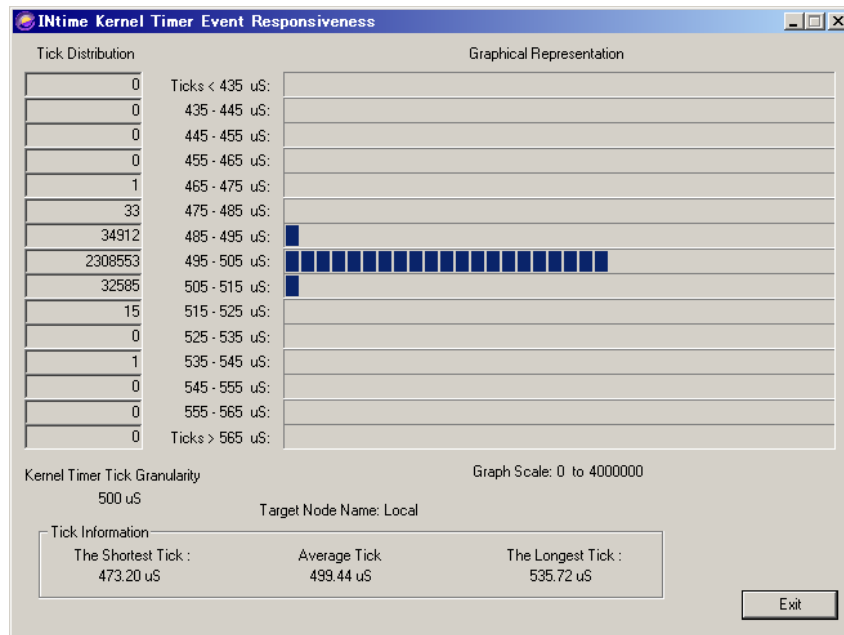 INtime Kernel Timer Event Responsiveness
Tick Distribution Graphical Representation
0 Ticks < 435 uS:
0 435 - 445 uS:
0 445 - 455 uS:
0 455 - 465 uS:
1 465 - 475 uS:
33 475 - 485 uS:
34912 485 - 495 uS:
2308553 495 - 505 uS:
32585 505 - 515 uS:
15 515 - 525 uS:
0 525 - 535 uS:
1 535 - 545 uS:
0 545 - 555 uS:
0 555 - 565 uS:
0 Ticks > 565 uS:
Kernel Timer Tick Granularity Graph Scale: 0 to 4000000
500 uS
Target Node Name: Local
Tick Information
The Shortest Tick : Average Tick The Longest Tick :
473.20 uS 499.44 uS 535.72 uS
Exit